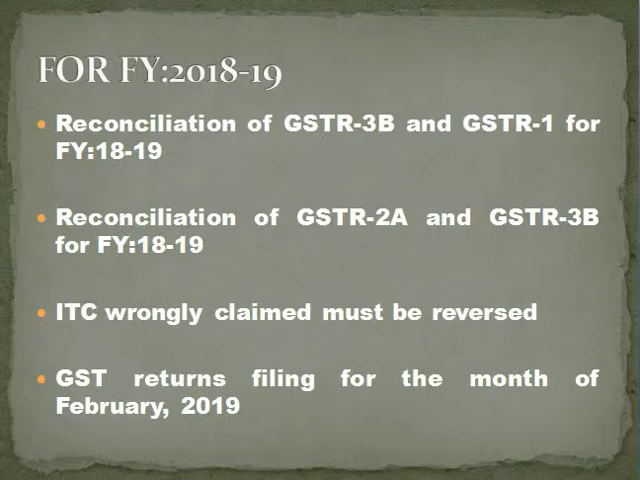 FOR FY:2018-19
Reconciliation of GSTR-3B and GSTR-1 for
FY:18-19
Reconciliation of GSTR-2A and GSTR-3B
for FY:18-19
ITC wrongly claimed must be reversed
GST returns filing for the month of
February, 2019